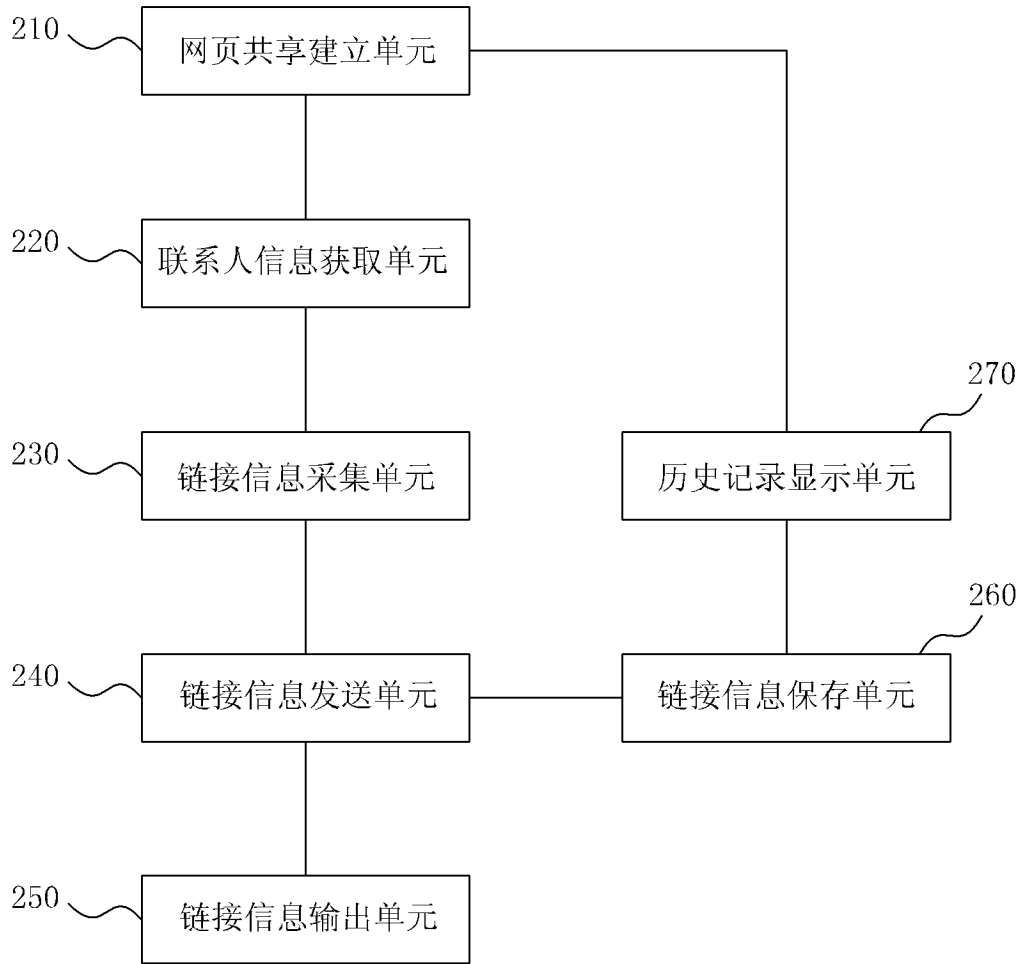 210
网页共享建立单元
220
联系人信息获取单元
270
230
链接信息采集单元
历史记录显示单元
260
240
链接信息发送单元
链接信息保存单元
250
链接信息输出单元